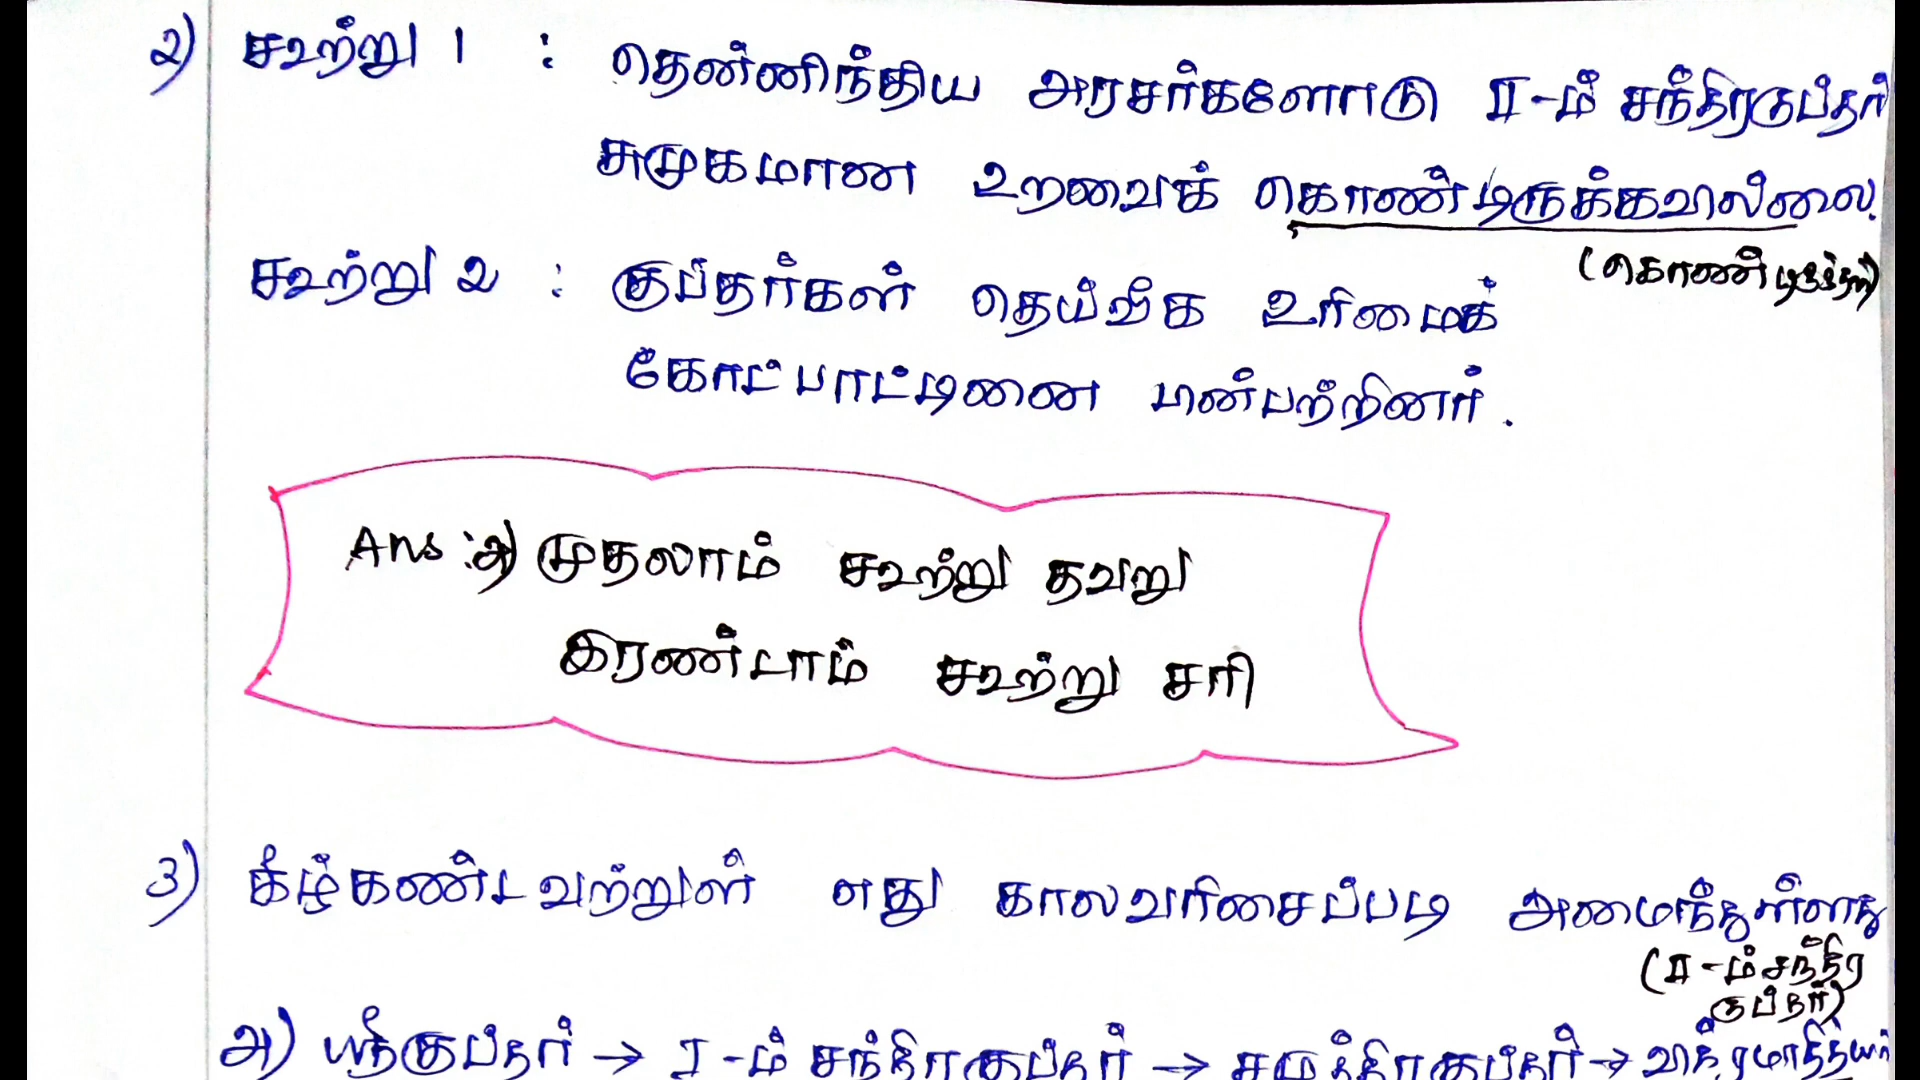 2) கூற்று 1 : தென்னிந்திய அரசர்களோடு II-ம் சந்திரகுப்தர்
சுமுகமான உறவைக் கொண்டிருக்கவில்லை.
(கொண்டிருந்தார்)
கூற்று 2 : குப்தர்கள் தெய்வீக உரிமைக்
கோட்பாட்டினை பின்பற்றினர்.
Ans : அ) முதலாம் கூற்று தவறு
இரண்டாம் கூற்று சரி
3) கீழ்கண்டவற்றுள் எது காலவரிசைப்படி அமைந்துள்ளது
(II-ம் சந்திர
குப்தர்)
அ) ஸ்ரீகுப்தர் → I-ம் சந்திரகுப்தர் → சமுத்திரகுப்தர் → விக்ரமாதித்யர்